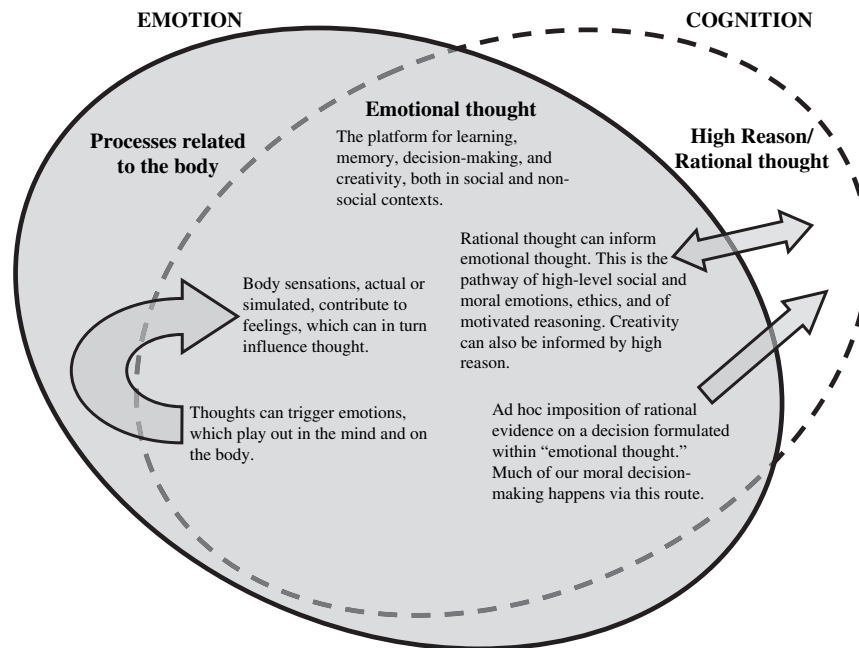 EMOTION
COGNITION
Emotional thought
The platform for learning,
memory, decision-making, and
creativity, both in social and non-
social contexts.
Processes related
to the body
High Reason/
Rational thought
Rational thought can inform
emotional thought. This is the
pathway of high-level social and
moral emotions, ethics, and of
motivated reasoning. Creativity
can also be informed by high
reason.
Body sensations, actual or
simulated, contribute to
feelings, which can in turn
influence thought.
Thoughts can trigger emotions,
which play out in the mind and on
the body.
Ad hoc imposition of rational
evidence on a decision formulated
within “emotional thought.”
Much of our moral decision-
making happens via this route.